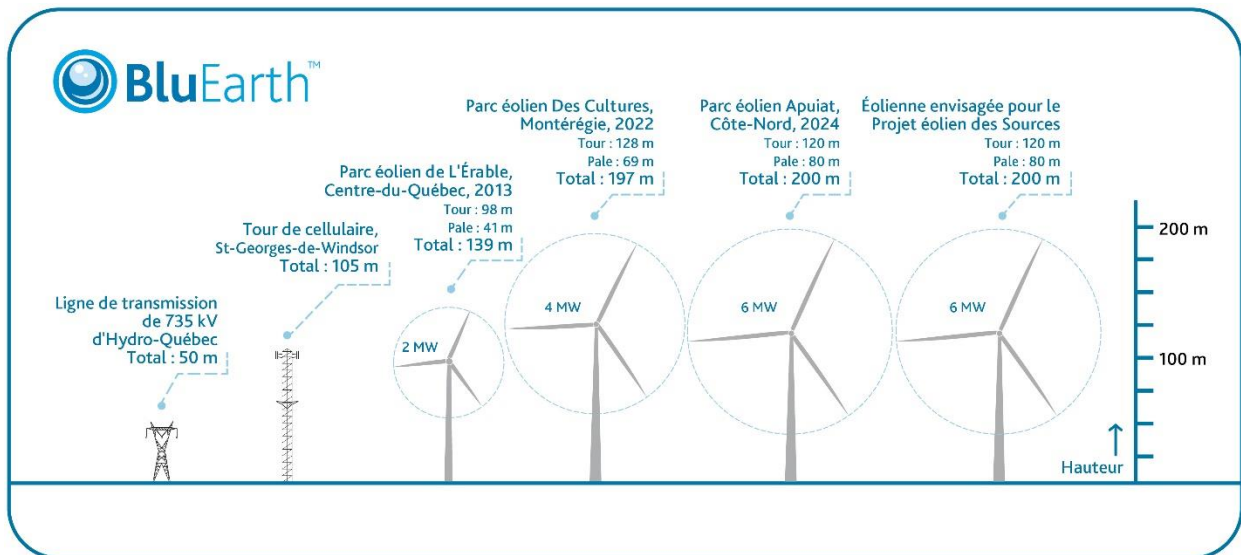 BluEarth™
Ligne de transmission
de 735 kV
d'Hydro-Québec
Total : 50 m
Tour de cellulaire,
St-Georges-de-Windsor
Total : 105 m
Parc éolien de L'Érable,
Centre-du-Québec, 2013
Tour : 98 m
Pale : 41 m
Total : 139 m
2 MW
Parc éolien Des Cultures,
Montérégie, 2022
Tour : 128 m
Pale : 69 m
Total : 197 m
4 MW
Parc éolien Apuiat,
Côte-Nord, 2024
Tour : 120 m
Pale : 80 m
Total : 200 m
6 MW
Éolienne envisagée pour le
Projet éolien des Sources
Tour : 120 m
Pale : 80 m
Total : 200 m
6 MW
200 m
100 m
Hauteur